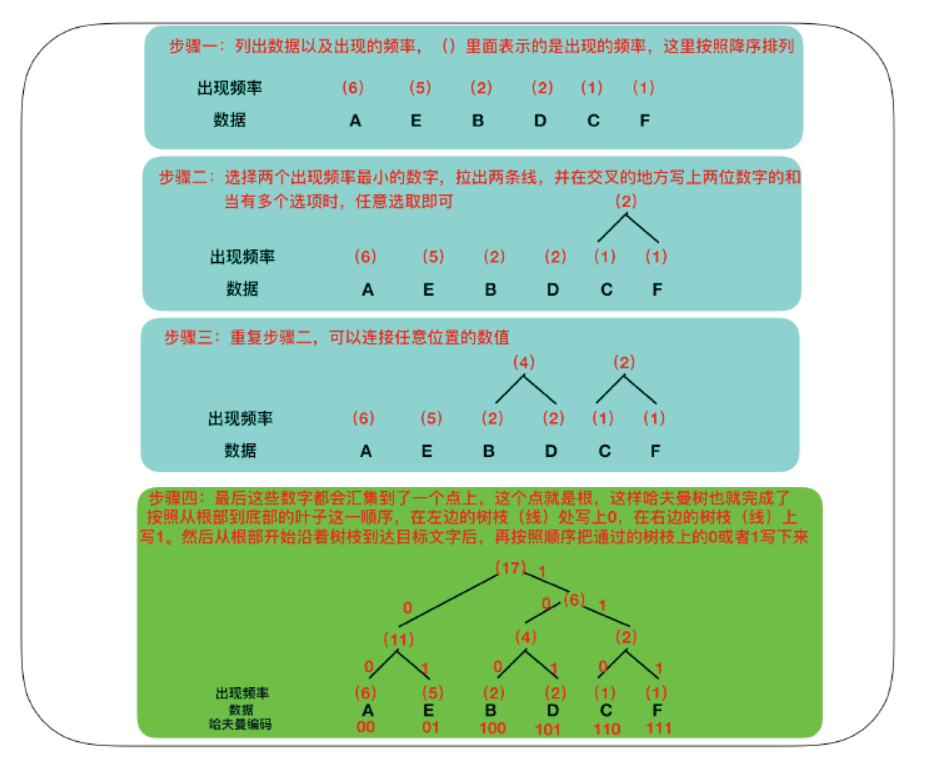 步骤一：列出数据以及出现的频率，（）里面表示的是出现的频率，这里按照降序排列
出现频率 (6) (5) (2) (2) (1) (1)
数据 A E B D C F
步骤二：选择两个出现频率最小的数字，拉出两条线，并在交叉的地方写上两位数字的和
当有多个选项时，任意选取即可 (2)
出现频率 (6) (5) (2) (2) (1) (1)
数据 A E B D C F
步骤三：重复步骤二，可以连接任意位置的数值
(4) (2)
出现频率 (6) (5) (2) (2) (1) (1)
数据 A E B D C F
步骤四：最后这些数字都会汇集到了一个点上，这个点就是根，这样哈夫曼树也就完成了
按照从根部到底部的叶子这一顺序，在左边的树枝（线）处写上0，在右边的树枝（线）上
写1。然后从根部开始沿着树枝到达目标文字后，再按照顺序把通过的树枝上的0或者1写下来
(17) 1
0 0 (6) 1
(11) (4) (2)
0 1 0 1 0 1
出现频率 (6) (5) (2) (2) (1) (1)
数据 A E B D C F
哈夫曼编码 00 01 100 101 110 111